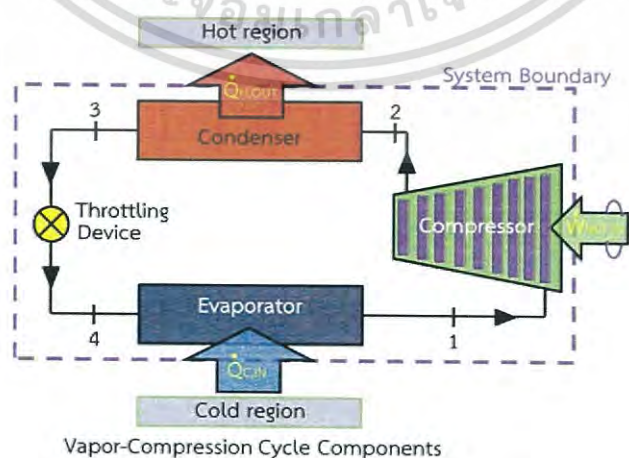 Hot region
System Boundary
Q̇H,OUT
3
2
Condenser
Throttling
Device
Compressor
Evaporator
4
1
Q̇C,IN
Cold region
Vapor-Compression Cycle Components